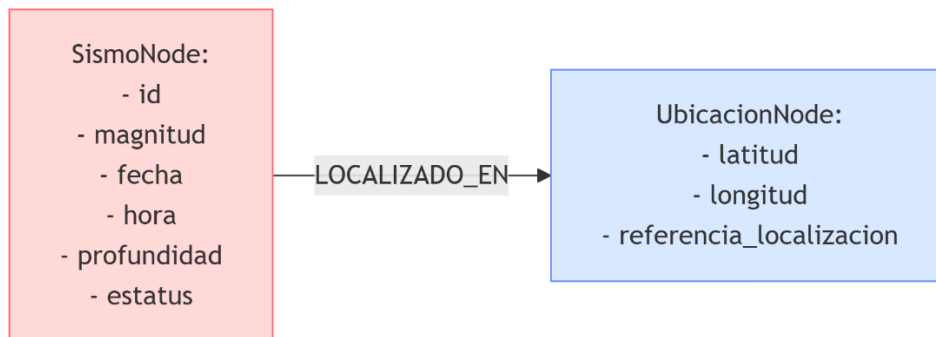 SismoNode:
- id
- magnitud
- fecha
- hora
- profundidad
- estatus
LOCALIZADO_EN
UbicacionNode:
- latitud
- longitud
- referencia_localizacion